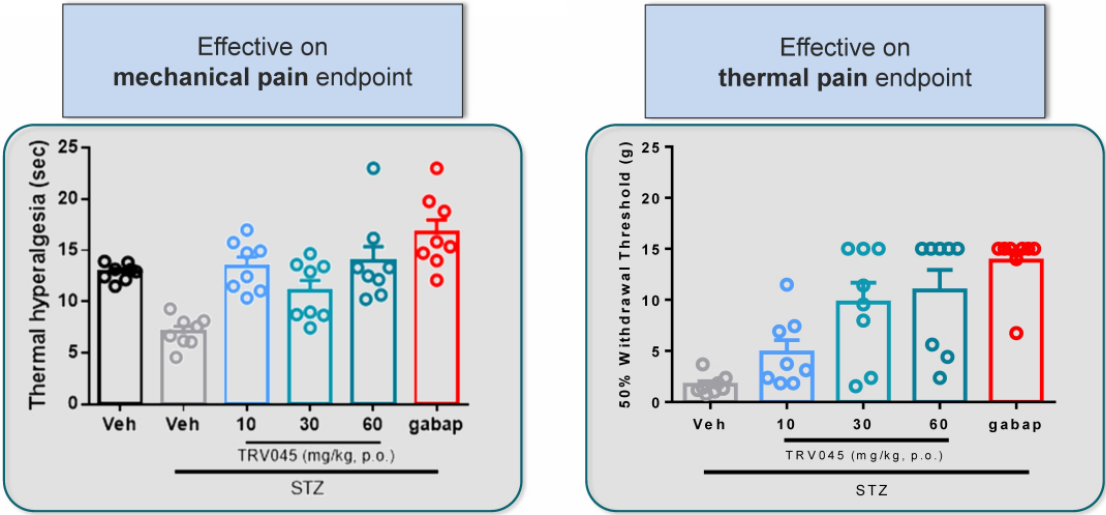 Effective on
mechanical pain endpoint
Thermal hyperalgesia (sec)
25
20
15
10
5
0
Veh
Veh
10
30
60
gabap
TRV045 (mg/kg, p.o.)
STZ
Effective on
thermal pain endpoint
50% Withdrawal Threshold (g)
25
20
15
10
5
0
Veh
10
30
60
gabap
TRV045 (mg/kg, p.o.)
STZ